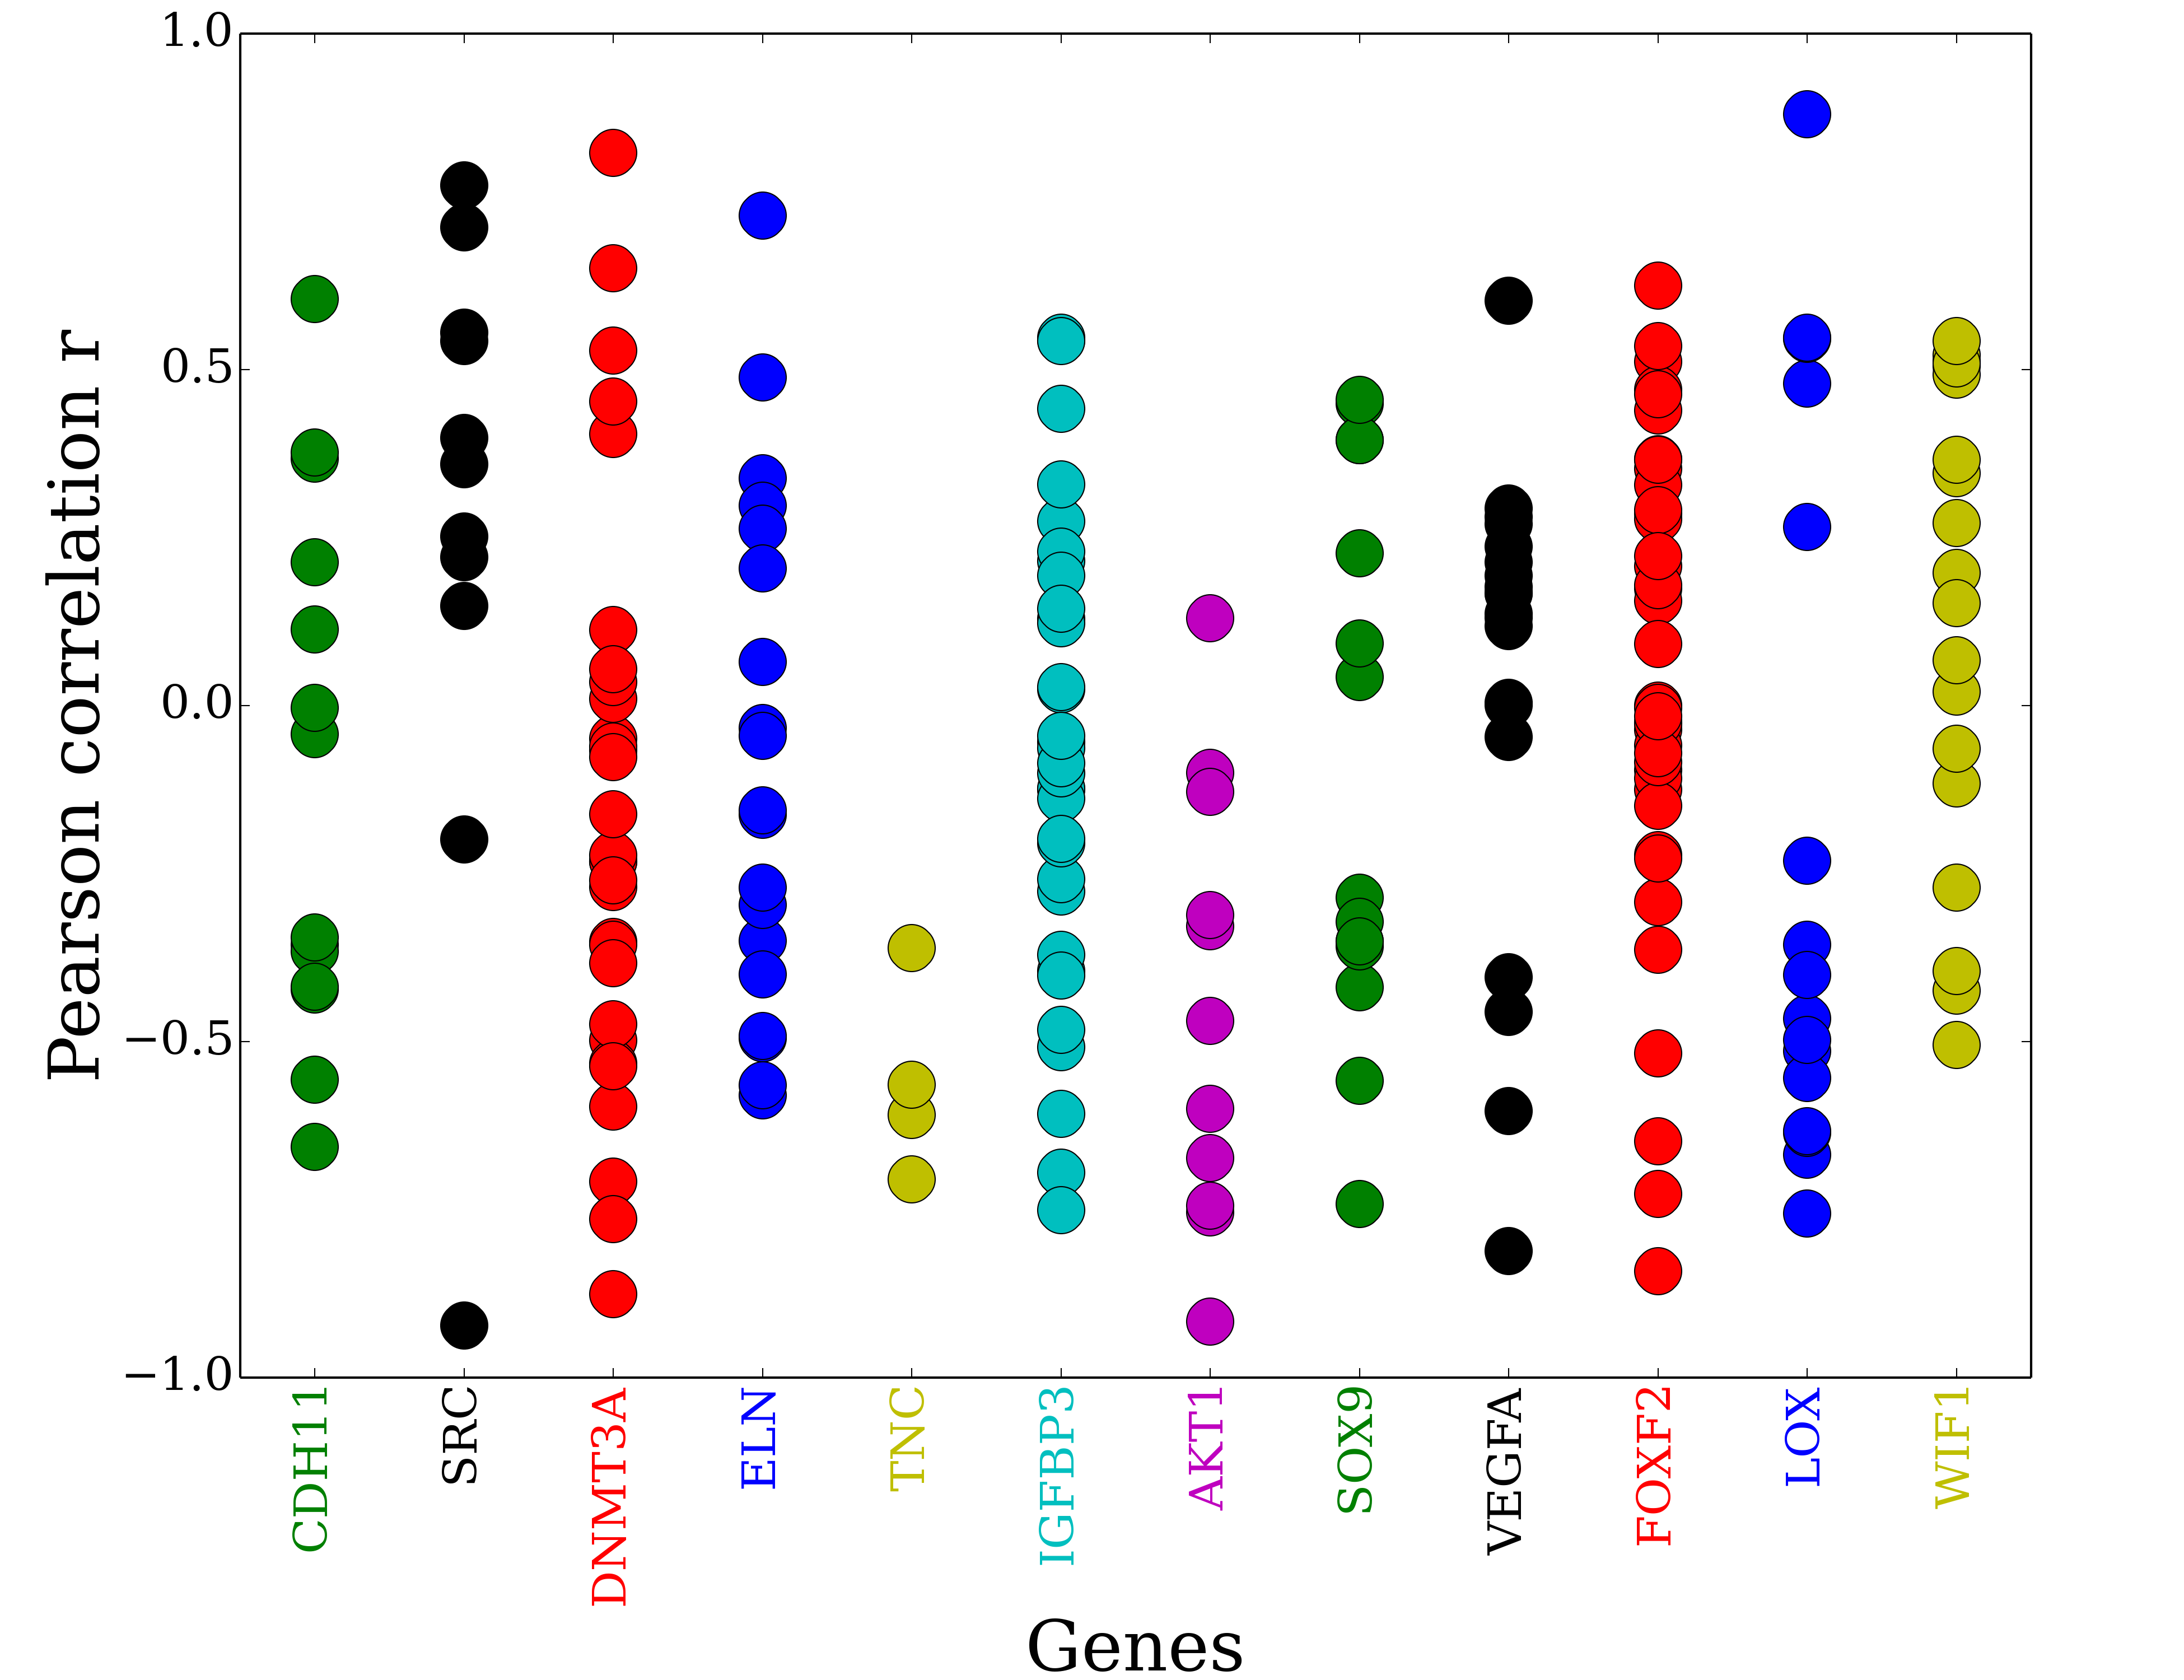 Pearson correlation r
1.0
0.5
0.0
−0.5
−1.0
CDH11
SRC
DNMT3A
ELN
TNC
IGFBP3
AKT1
SOX9
VEGFA
FOXF2
LOX
WIF1
Genes